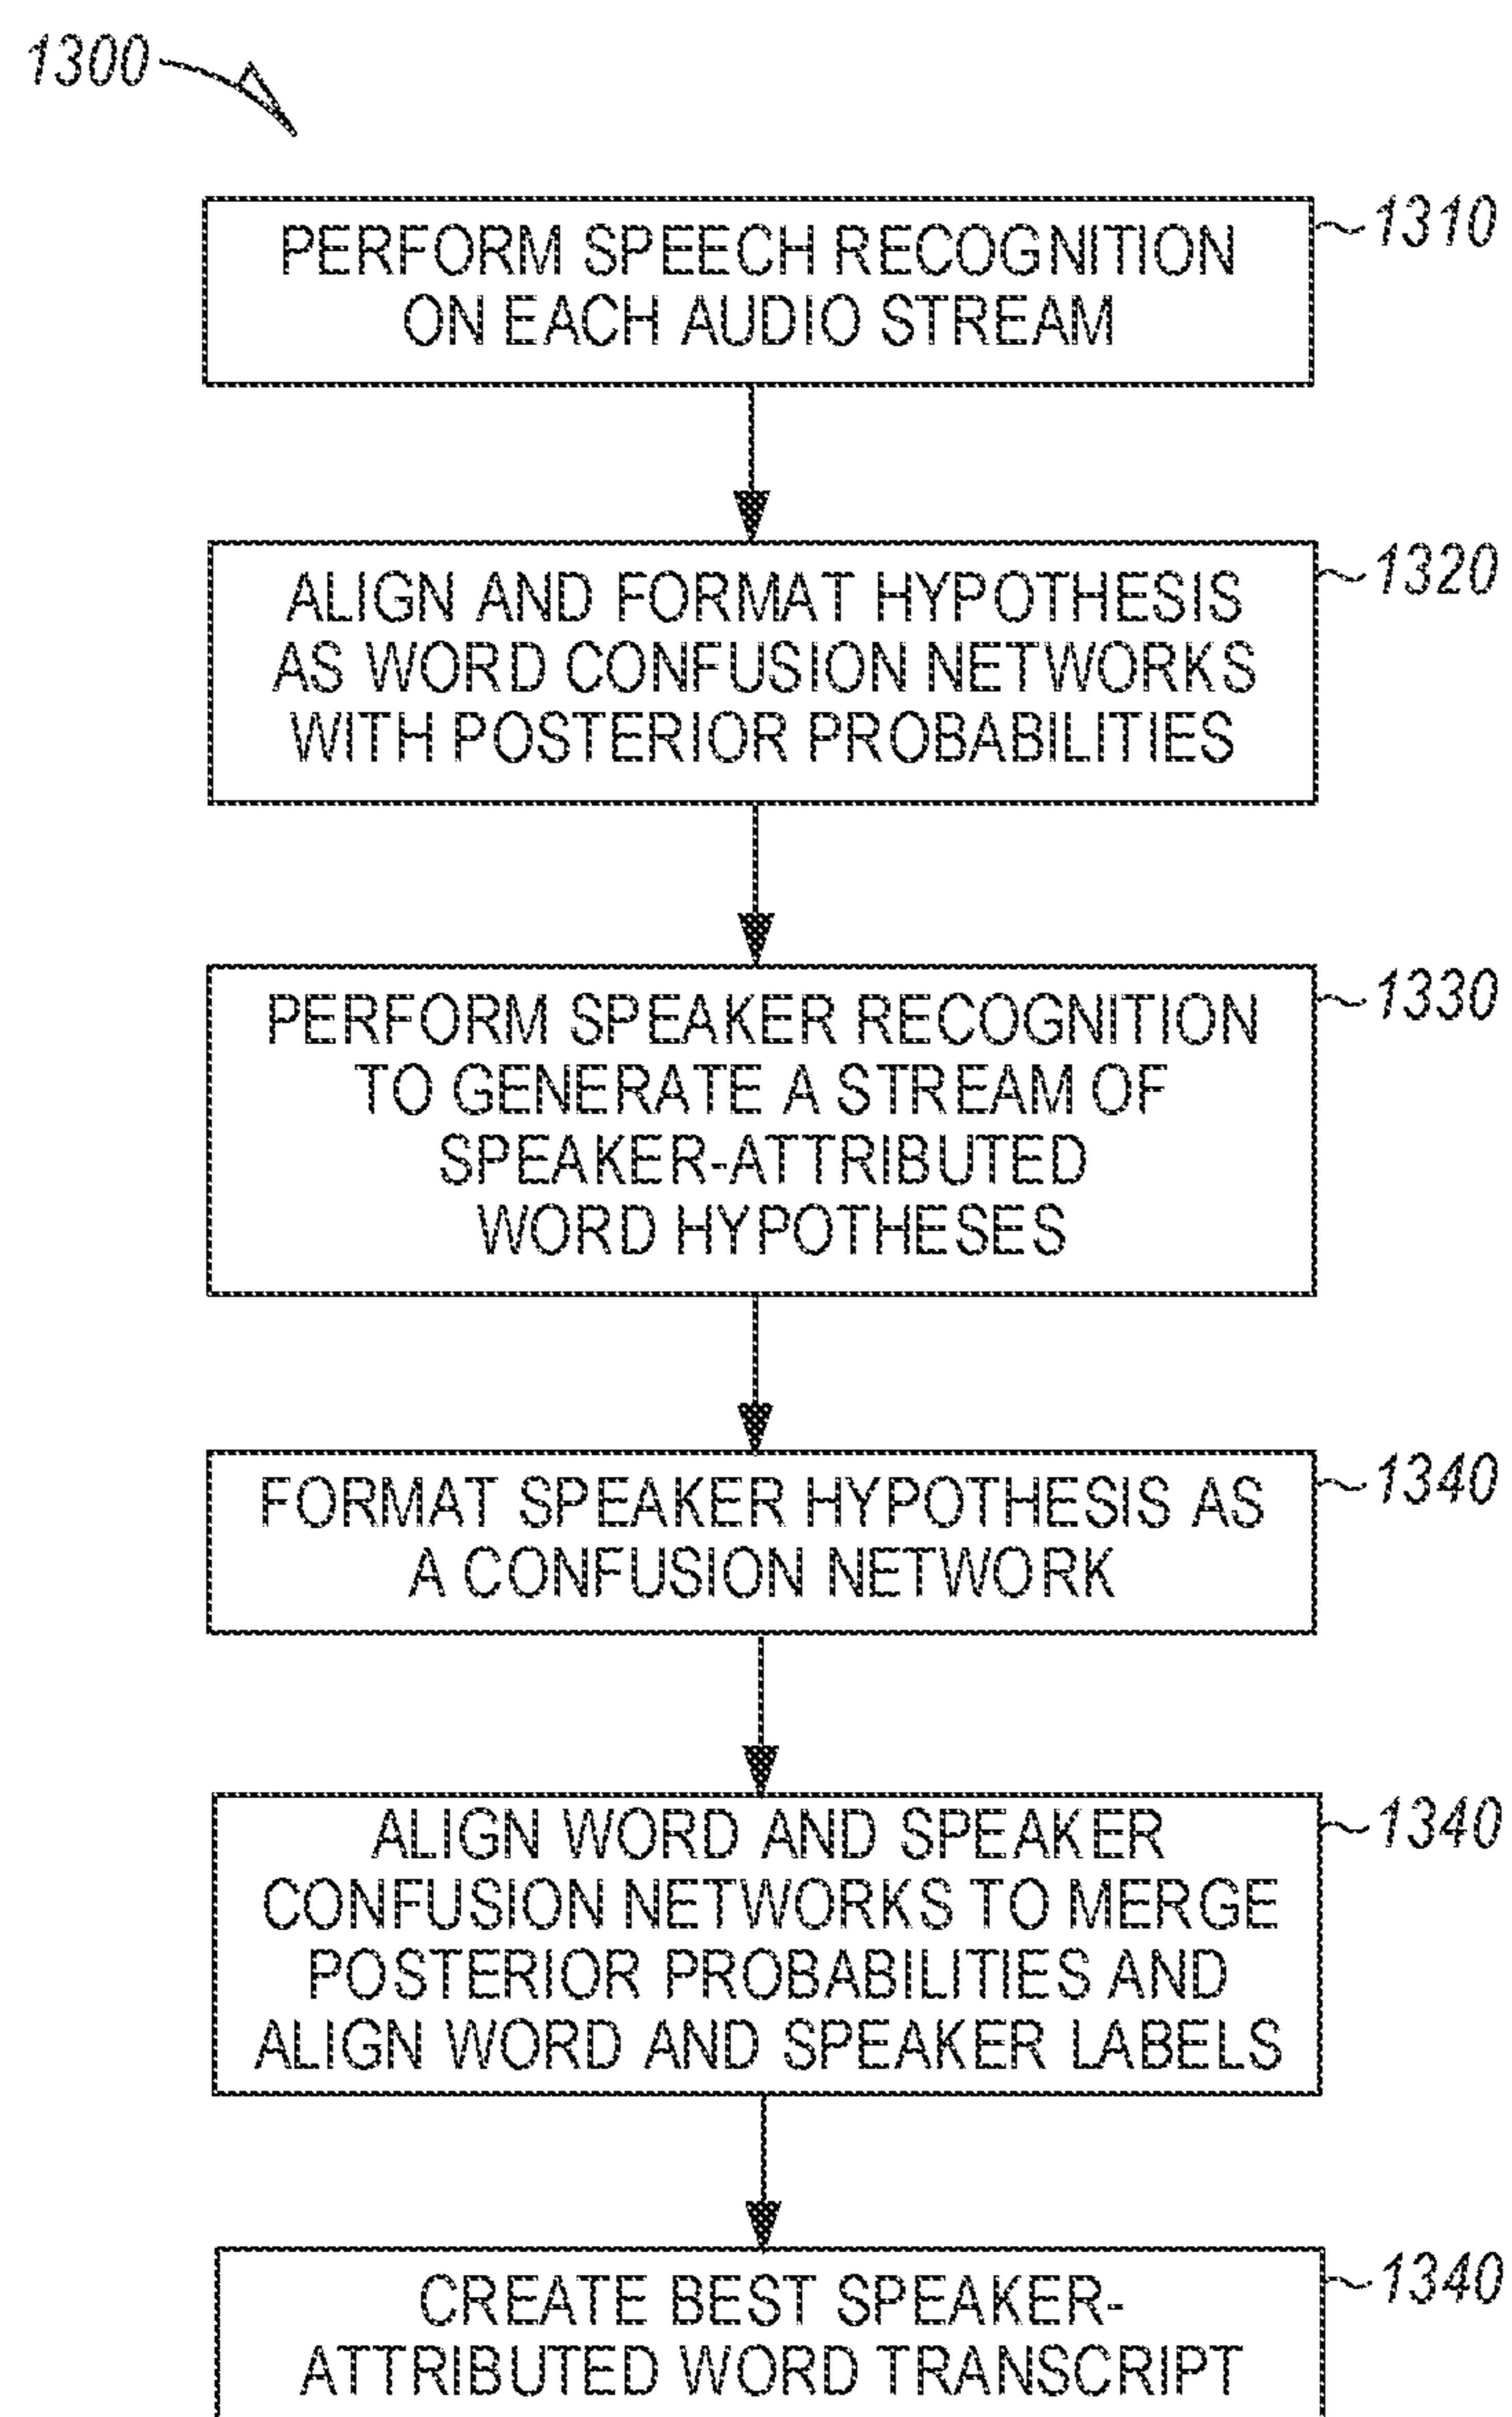 1300
PERFORM SPEECH RECOGNITION
ON EACH AUDIO STREAM
1310
ALIGN AND FORMAT HYPOTHESIS
AS WORD CONFUSION NETWORKS
WITH POSTERIOR PROBABILITIES
1320
PERFORM SPEAKER RECOGNITION
TO GENERATE A STREAM OF
SPEAKER-ATTRIBUTED
WORD HYPOTHESES
1330
FORMAT SPEAKER HYPOTHESIS AS
A CONFUSION NETWORK
1340
ALIGN WORD AND SPEAKER
CONFUSION NETWORKS TO MERGE
POSTERIOR PROBABILITIES AND
ALIGN WORD AND SPEAKER LABELS
1340
CREATE BEST SPEAKER-
ATTRIBUTED WORD TRANSCRIPT
1340